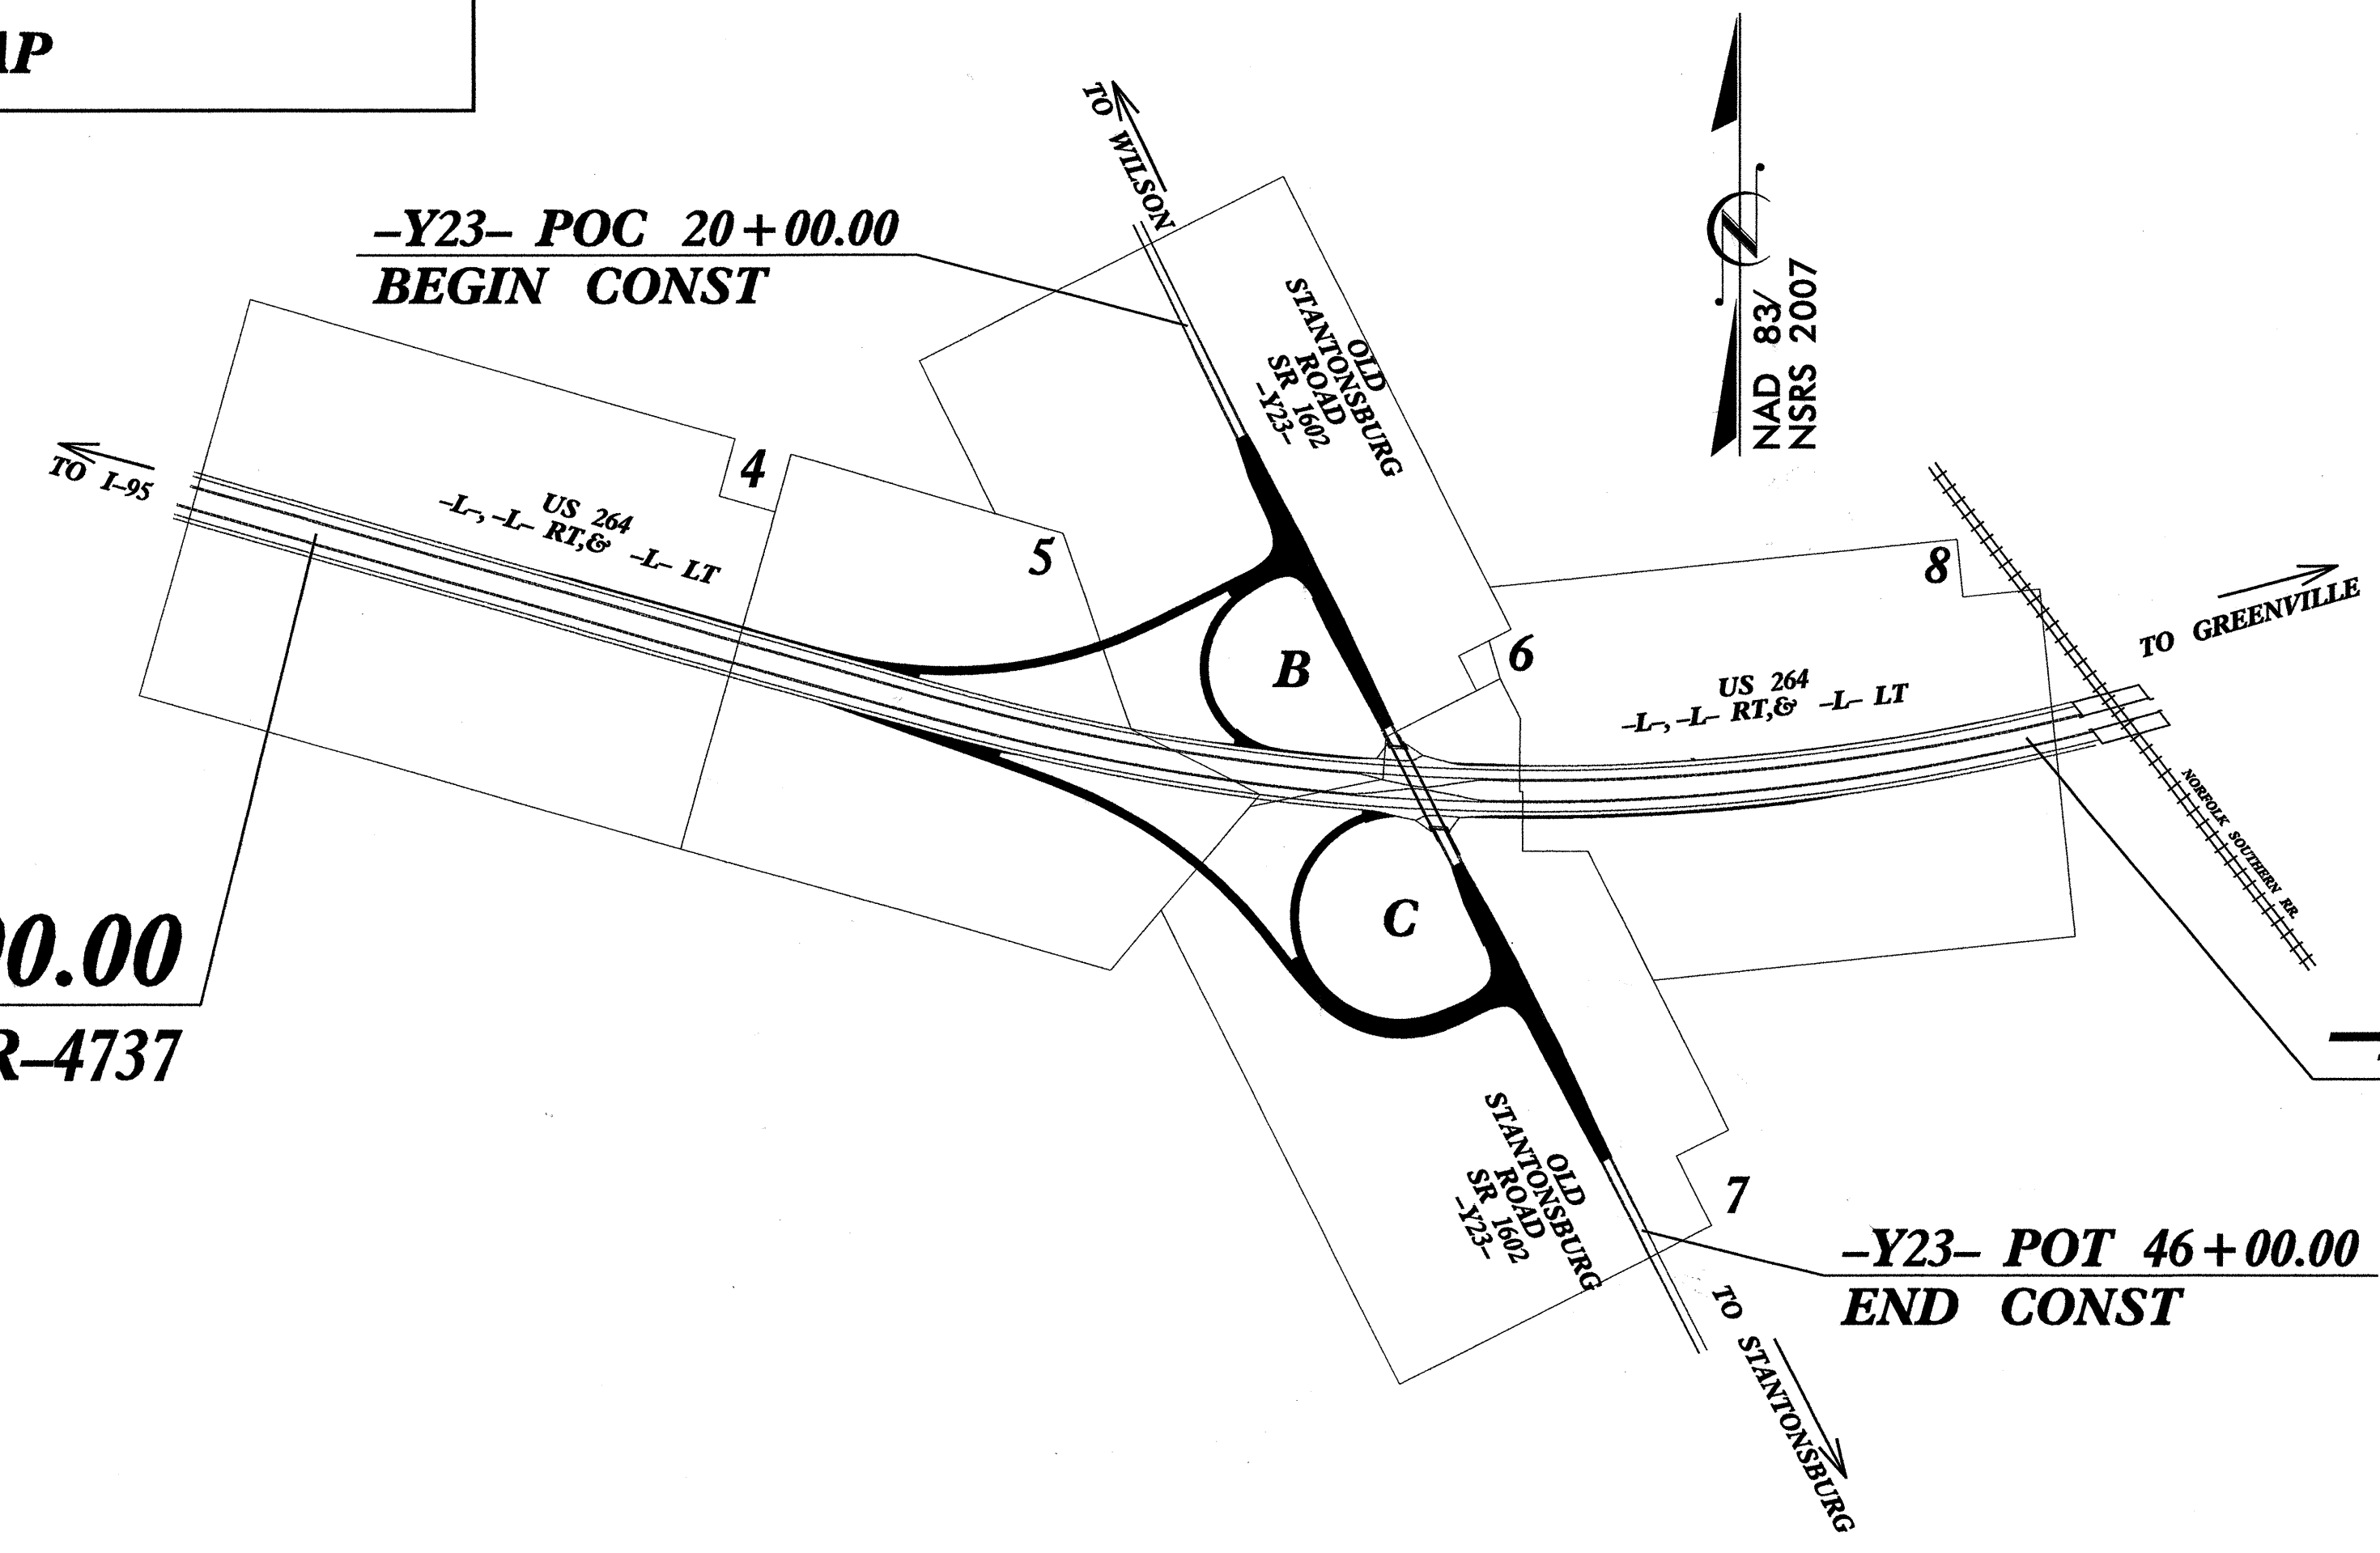 TO WILSON
–Y23– POC 20+00.00
BEGIN CONST
OLD
STANTONSBURG
ROAD
SR 1602
–Y23–
NAD 83/
NSRS 2007
N
TO I–95
US 264
–L–, –L– RT,& –L– LT
4
5
B
6
8
US 264
–L–, –L– RT,& –L– LT
TO GREENVILLE
NORFOLK SOUTHERN RR.
C
0.00
R–4737
OLD
STANTONSBURG
ROAD
SR 1602
–Y23–
7
–Y23– POT 46+00.00
END CONST
TO STANTONSBURG